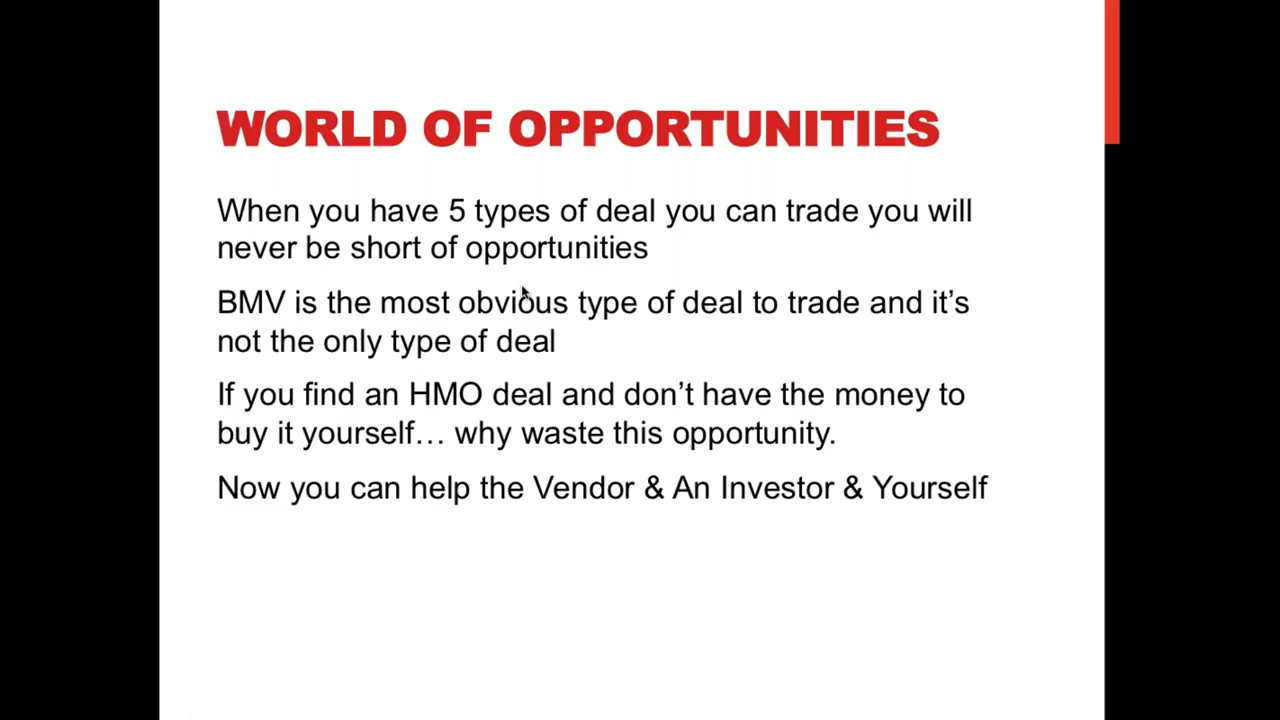 WORLD OF OPPORTUNITIES
When you have 5 types of deal you can trade you will
never be short of opportunities
BMV is the most obvious type of deal to trade and it’s
not the only type of deal
If you find an HMO deal and don’t have the money to
buy it yourself… why waste this opportunity.
Now you can help the Vendor & An Investor & Yourself